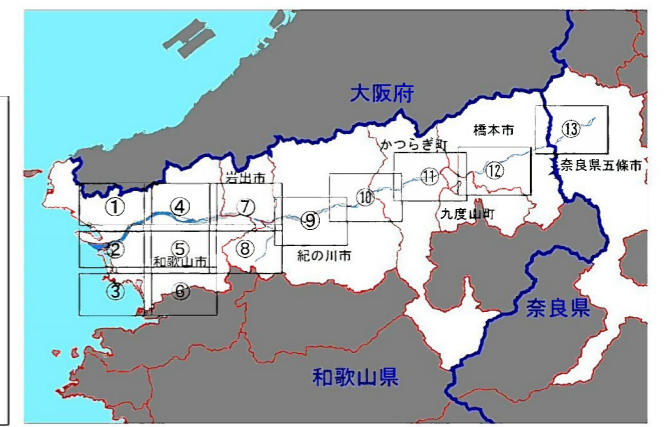 大阪府
橋本市
⑬
かつらぎ町
奈良県五條市
岩出市
⑪
⑫
①
④
⑦
⑩
九度山町
⑨
②
⑤
⑧
紀の川市
和歌山市
③
⑥
奈良県
和歌山県